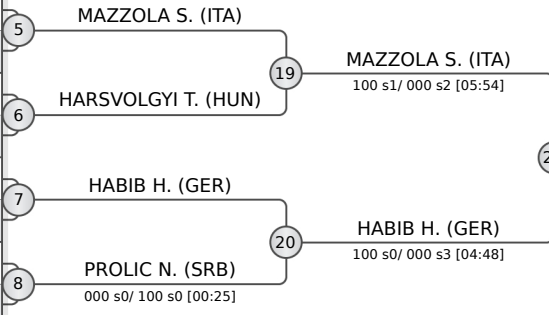 MAZZOLA S. (ITA)
5
19
MAZZOLA S. (ITA)
100 s1/ 000 s2 [05:54]
HARSVOLGYI T. (HUN)
6
2
HABIB H. (GER)
7
20
HABIB H. (GER)
100 s0/ 000 s3 [04:48]
PROLIC N. (SRB)
8
000 s0/ 100 s0 [00:25]